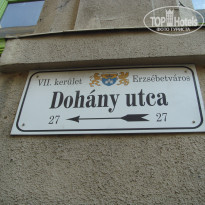 TOP HOTELS
VII. kerület Erzsébetváros
Dohány utca
27 27